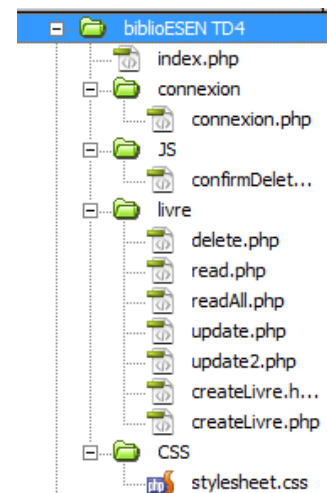 biblioESEN TD4
index.php
connexion
connexion.php
JS
confirmDelet...
livre
delete.php
read.php
readAll.php
update.php
update2.php
createLivre.h...
createLivre.php
CSS
php
stylesheet.css